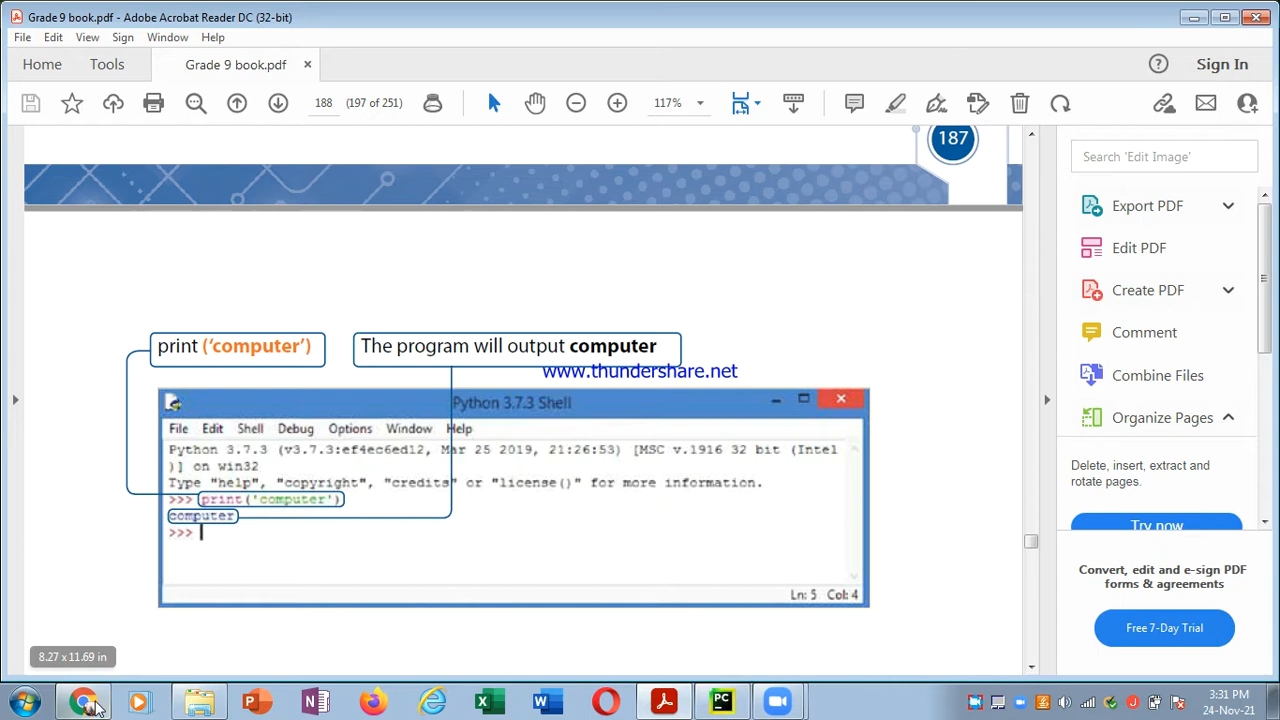 Grade 9 book.pdf - Adobe Acrobat Reader DC (32-bit)
File Edit View Sign Window Help
Home Tools Grade 9 book.pdf × Sign In
188 (197 of 251) 117%
187
Search 'Edit Image'
Export PDF
Edit PDF
Create PDF
Comment
Combine Files
Organize Pages
Delete, insert, extract and
rotate pages.
Try now
Convert, edit and e-sign PDF
forms & agreements
Free 7-Day Trial
print (‘computer’) The program will output computer
www.thundershare.net
Python 3.7.3 Shell
File Edit Shell Debug Options Window Help
Python 3.7.3 (v3.7.3:ef4ec6ed12, Mar 25 2019, 21:26:53) [MSC v.1916 32 bit (Intel
)] on win32
Type "help", "copyright", "credits" or "license()" for more information.
>>> print('computer')
computer
>>>
Ln: 5 Col: 4
8.27 x 11.69 in
3:31 PM
24-Nov-21